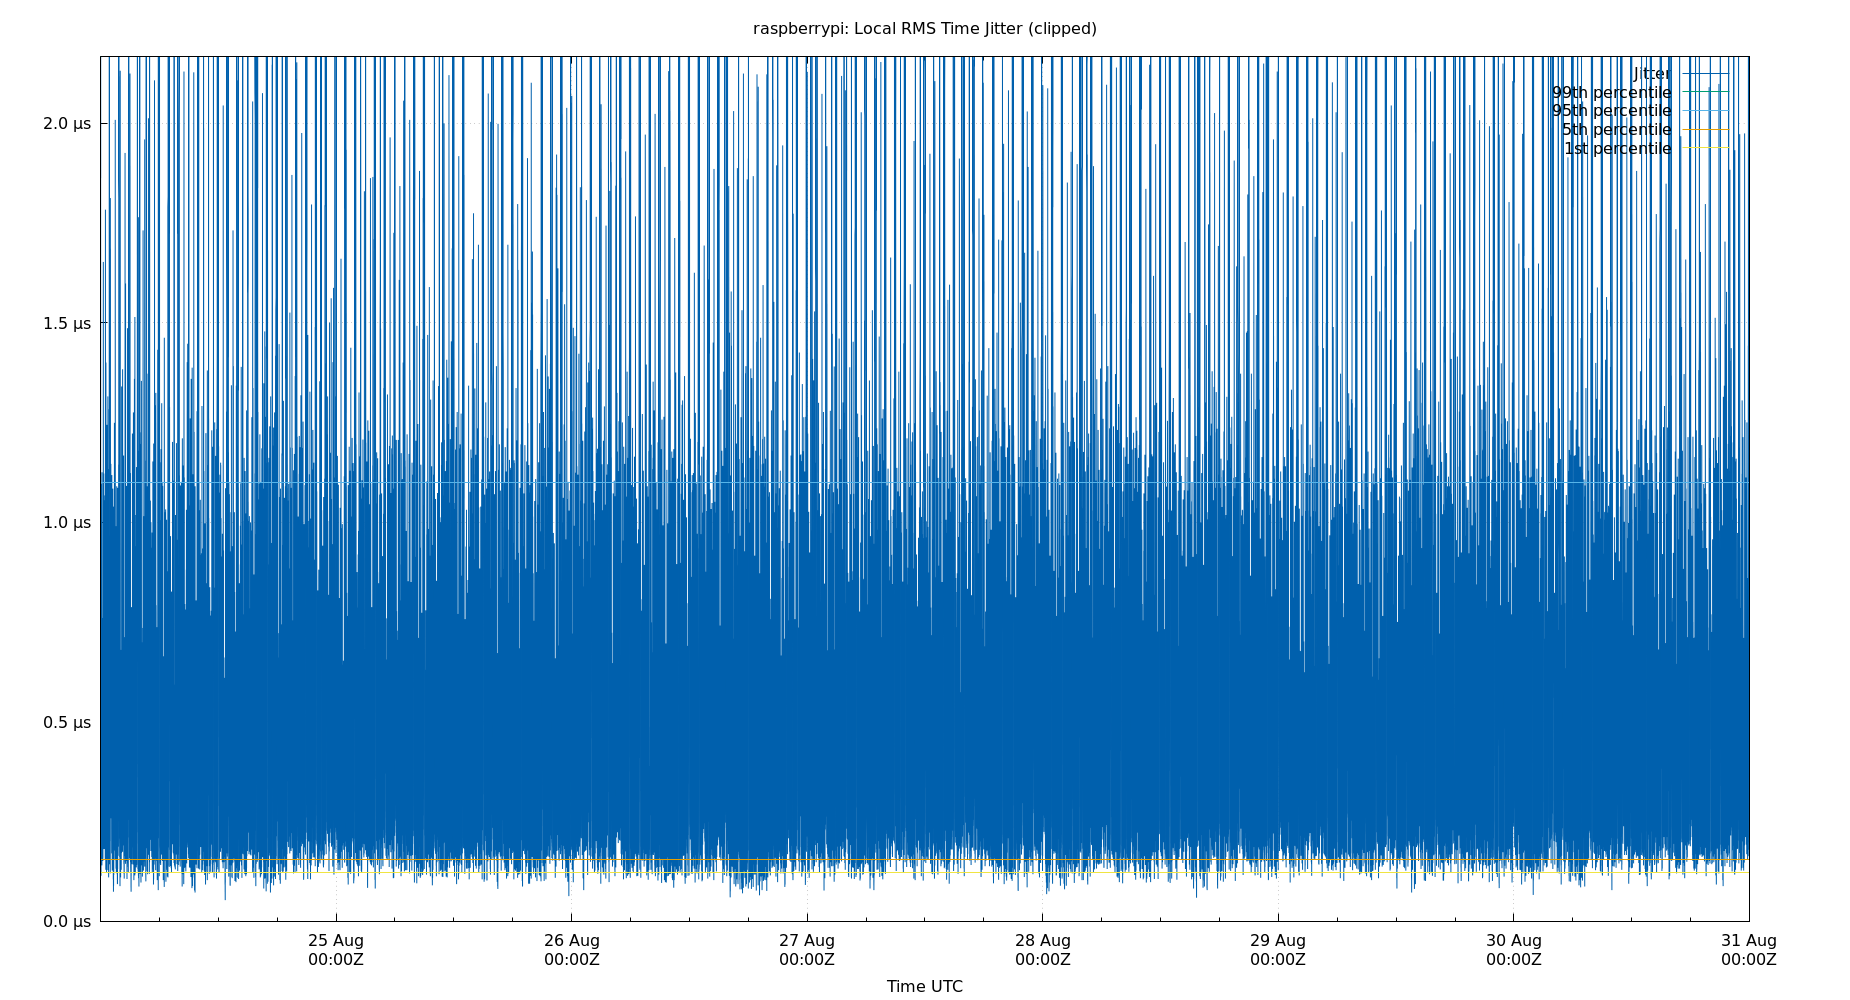 raspberrypi: Local RMS Time Jitter (clipped)
Jitter
99th percentile
95th percentile
5th percentile
1st percentile
2.0 µs
1.5 µs
1.0 µs
0.5 µs
0.0 µs
25 Aug 26 Aug 27 Aug 28 Aug 29 Aug 30 Aug 31 Aug
00:00Z 00:00Z 00:00Z 00:00Z 00:00Z 00:00Z 00:00Z
Time UTC